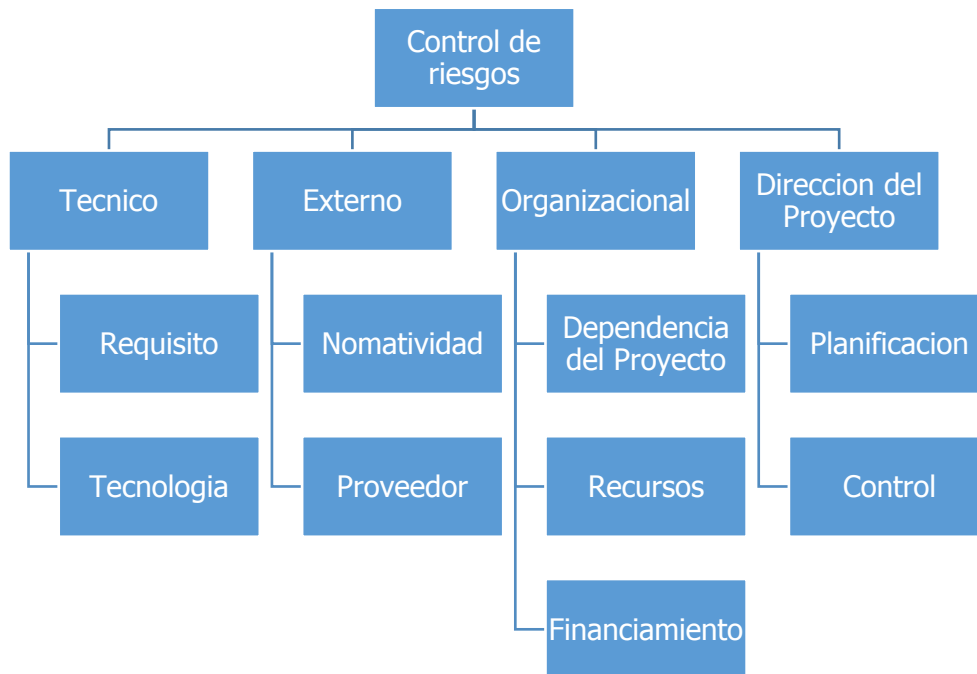 Control de
riesgos
Tecnico
Externo
Organizacional
Direccion del
Proyecto
Requisito
Nomatividad
Dependencia
del Proyecto
Planificacion
Tecnologia
Proveedor
Recursos
Control
Financiamiento